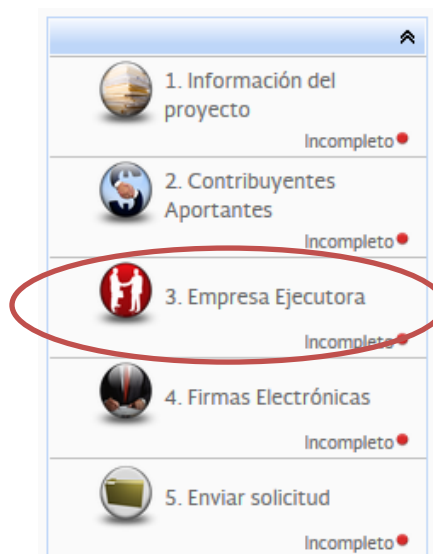 1. Información del
proyecto
Incompleto
2. Contribuyentes
Aportantes
Incompleto
3. Empresa Ejecutora
Incompleto
4. Firmas Electrónicas
Incompleto
5. Enviar solicitud
Incompleto